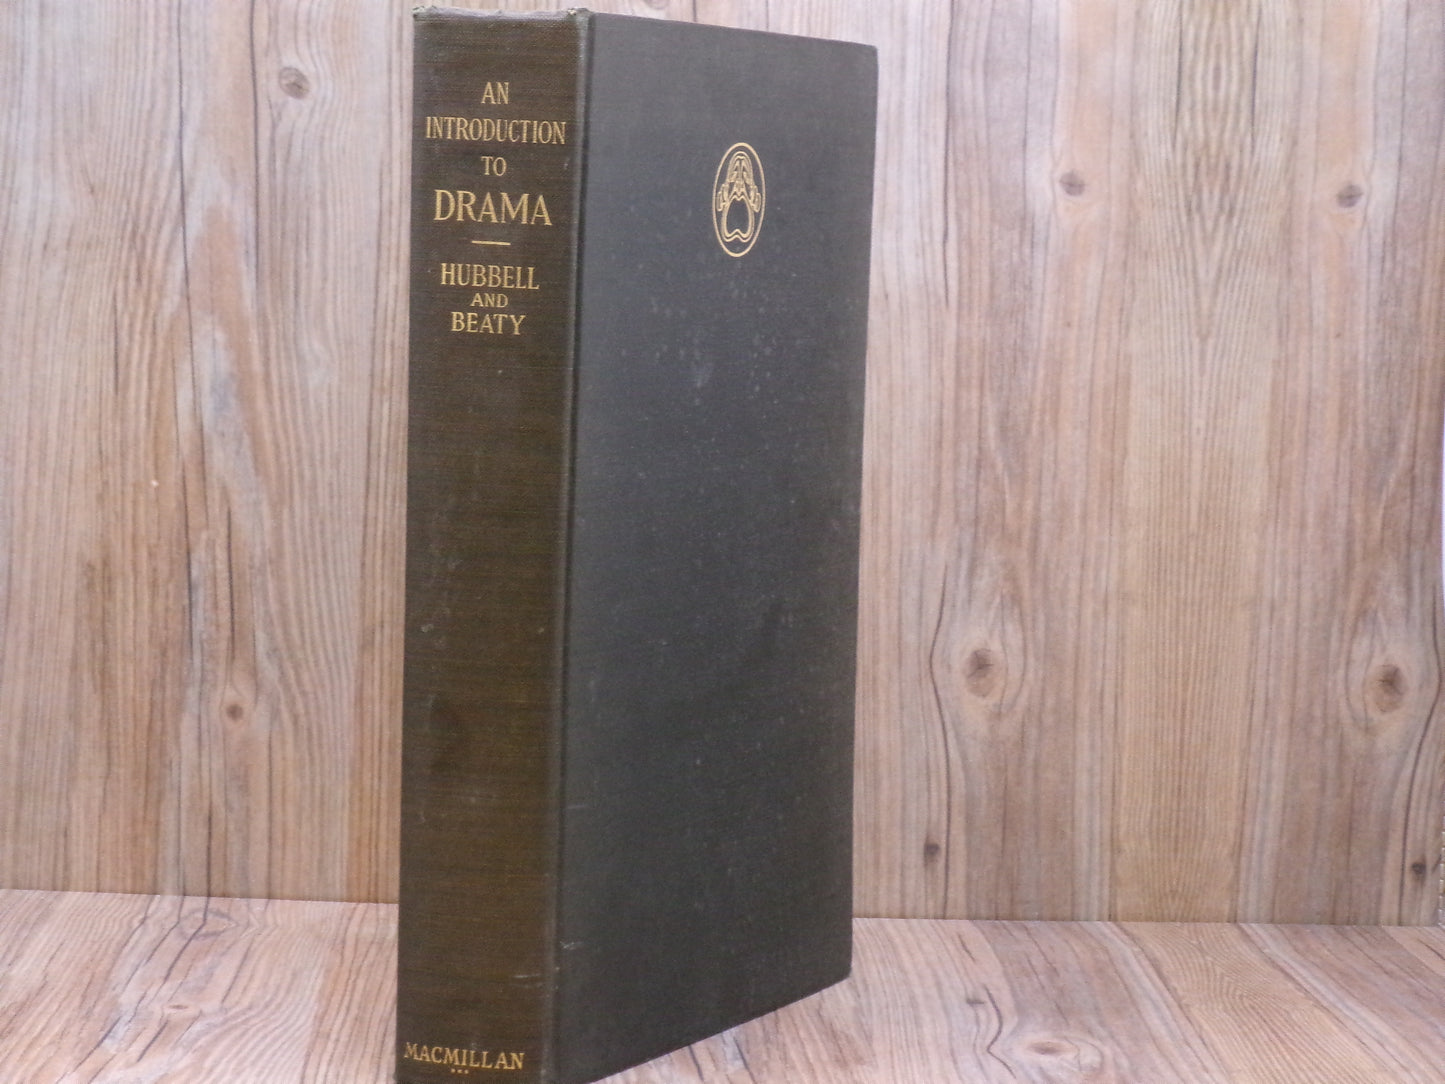 AN
INTRODUCTION
TO
DRAMA
HUBBELL
AND
BEATY
MACMILLAN